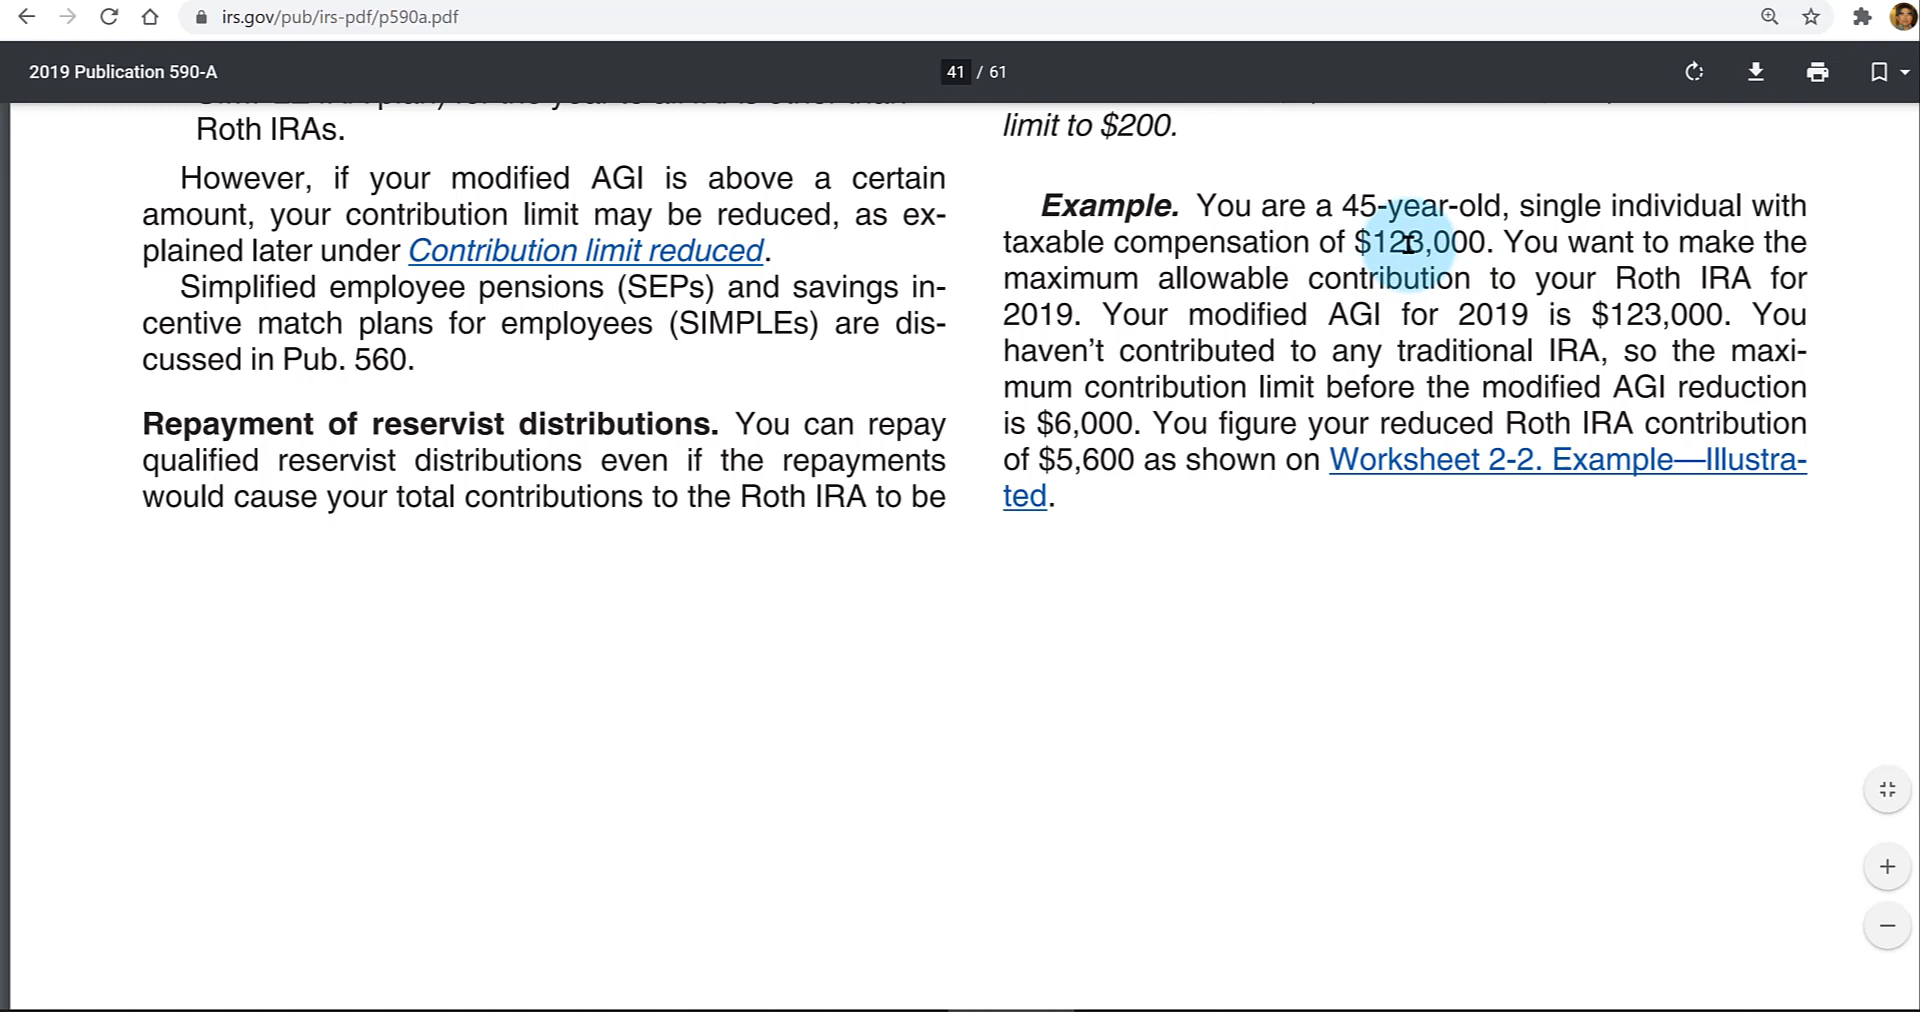 irs.gov/pub/irs-pdf/p590a.pdf
2019 Publication 590-A
41 / 61
Roth IRAs.
However, if your modified AGI is above a certain
amount, your contribution limit may be reduced, as ex-
plained later under Contribution limit reduced.
Simplified employee pensions (SEPs) and savings in-
centive match plans for employees (SIMPLEs) are dis-
cussed in Pub. 560.
Repayment of reservist distributions. You can repay
qualified reservist distributions even if the repayments
would cause your total contributions to the Roth IRA to be
limit to $200.
Example. You are a 45-year-old, single individual with
taxable compensation of $123,000. You want to make the
maximum allowable contribution to your Roth IRA for
2019. Your modified AGI for 2019 is $123,000. You
haven't contributed to any traditional IRA, so the maxi-
mum contribution limit before the modified AGI reduction
is $6,000. You figure your reduced Roth IRA contribution
of $5,600 as shown on Worksheet 2-2. Example—Illustra-
ted.